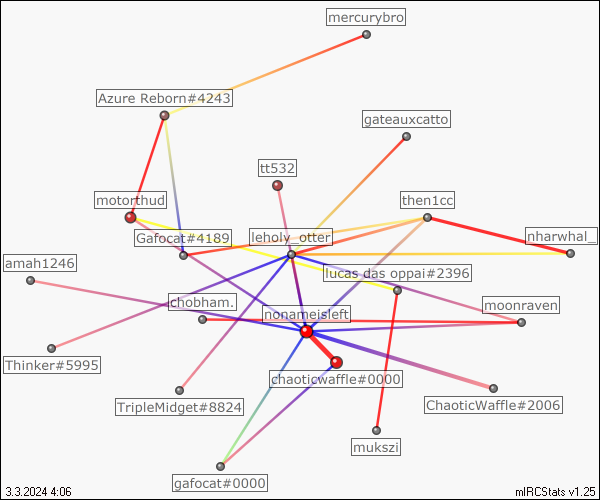 mercurybro
Azure Reborn#4243
gateauxcatto
tt532
motorthud
then1cc
Gafocat#4189
leholy_otter
nharwhal_
amah1246
lucas das oppai#2396
chobham.
moonraven
nonameisleft
Thinker#5995
chaoticwaffle#0000
TripleMidget#8824
ChaoticWaffle#2006
mukszi
gafocat#0000
3.3.2024 4:06
mIRCStats v1.25